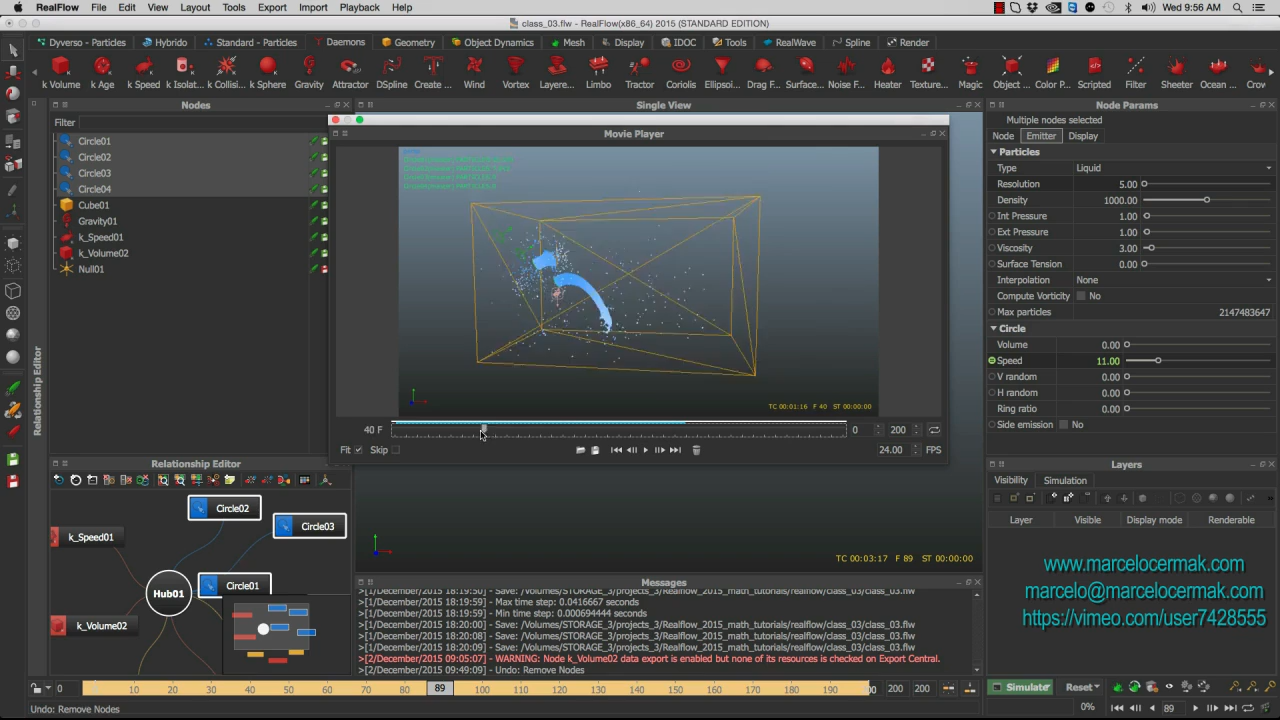 RealFlow File Edit View Layout Tools Export Import Playback Help Wed 9:56 AM
class_03.flw - RealFlow(x86_64) 2015 (STANDARD EDITION)
Dyverso - Particles Hybrido Standard - Particles Daemons Geometry Object Dynamics Mesh Display IDOC Tools RealWave Spline Render
k Volume k Age k Speed k Isolat... k Collisi... k Sphere Gravity Attractor DSpline Create ... Wind Vortex Layere... Limbo Tractor Coriolis Ellipsoi... Drag F... Surface... Noise F... Heater Texture... Magic Object ... Color P... Scripted Filter Sheeter Ocean ... Crow
Nodes
Single View
Node Params
Filter
Circle01
Circle02
Circle03
Circle04
Cube01
Gravity01
k_Speed01
k_Volume02
Null01
Movie Player
TC 00:01:16 F 40 ST 00:00:00
40 F 0 200
Fit Skip 24.00 FPS
Multiple nodes selected
Node Emitter Display
Particles
Type Liquid
Resolution 5.00
Density 1000.00
Int Pressure 1.00
Ext Pressure 1.00
Viscosity 3.00
Surface Tension 0.00
Interpolation None
Compute Vorticity No
Max particles 2147483647
Circle
Volume 0.00
Speed 11.00
V random 0.00
H random 0.00
Ring ratio 0.00
Side emission No
Layers
Visibility Simulation
Layer Visible Display mode Renderable
Relationship Editor
Relationship Editor
Circle02
Circle03
k_Speed01
Circle01
Hub01
k_Volume02
TC 00:03:17 F 89 ST 00:00:00
Messages
>[1/December/2015 18:19:50] - Save: /Volumes/STORAGE_3/projects_3/Realflow_2015_math_tutorials/realflow/class_03/class_03.flw
>[1/December/2015 18:19:59] - Max time step: 0.0416667 seconds
>[1/December/2015 18:19:59] - Min time step: 0.000694444 seconds
>[1/December/2015 18:20:00] - Save: /Volumes/STORAGE_3/projects_3/Realflow_2015_math_tutorials/realflow/class_03/class_03.flw
>[1/December/2015 18:20:08] - Save: /Volumes/STORAGE_3/projects_3/Realflow_2015_math_tutorials/realflow/class_03/class_03.flw
>[1/December/2015 18:20:09] - Save: /Volumes/STORAGE_3/projects_3/Realflow_2015_math_tutorials/realflow/class_03/class_03.flw
>[2/December/2015 09:05:07] - WARNING: Node k_Volume02 data export is enabled but none of its resources is checked on Export Central.
>[2/December/2015 09:49:09] - Undo: Remove Nodes
www.marcelocermak.com
marcelo@marcelocermak.com
https://vimeo.com/user7428555
0 0 10 20 30 40 50 60 70 80 89 100 110 120 130 140 150 160 170 180 190 200 200
Simulate Reset
Undo: Remove Nodes
0% 89